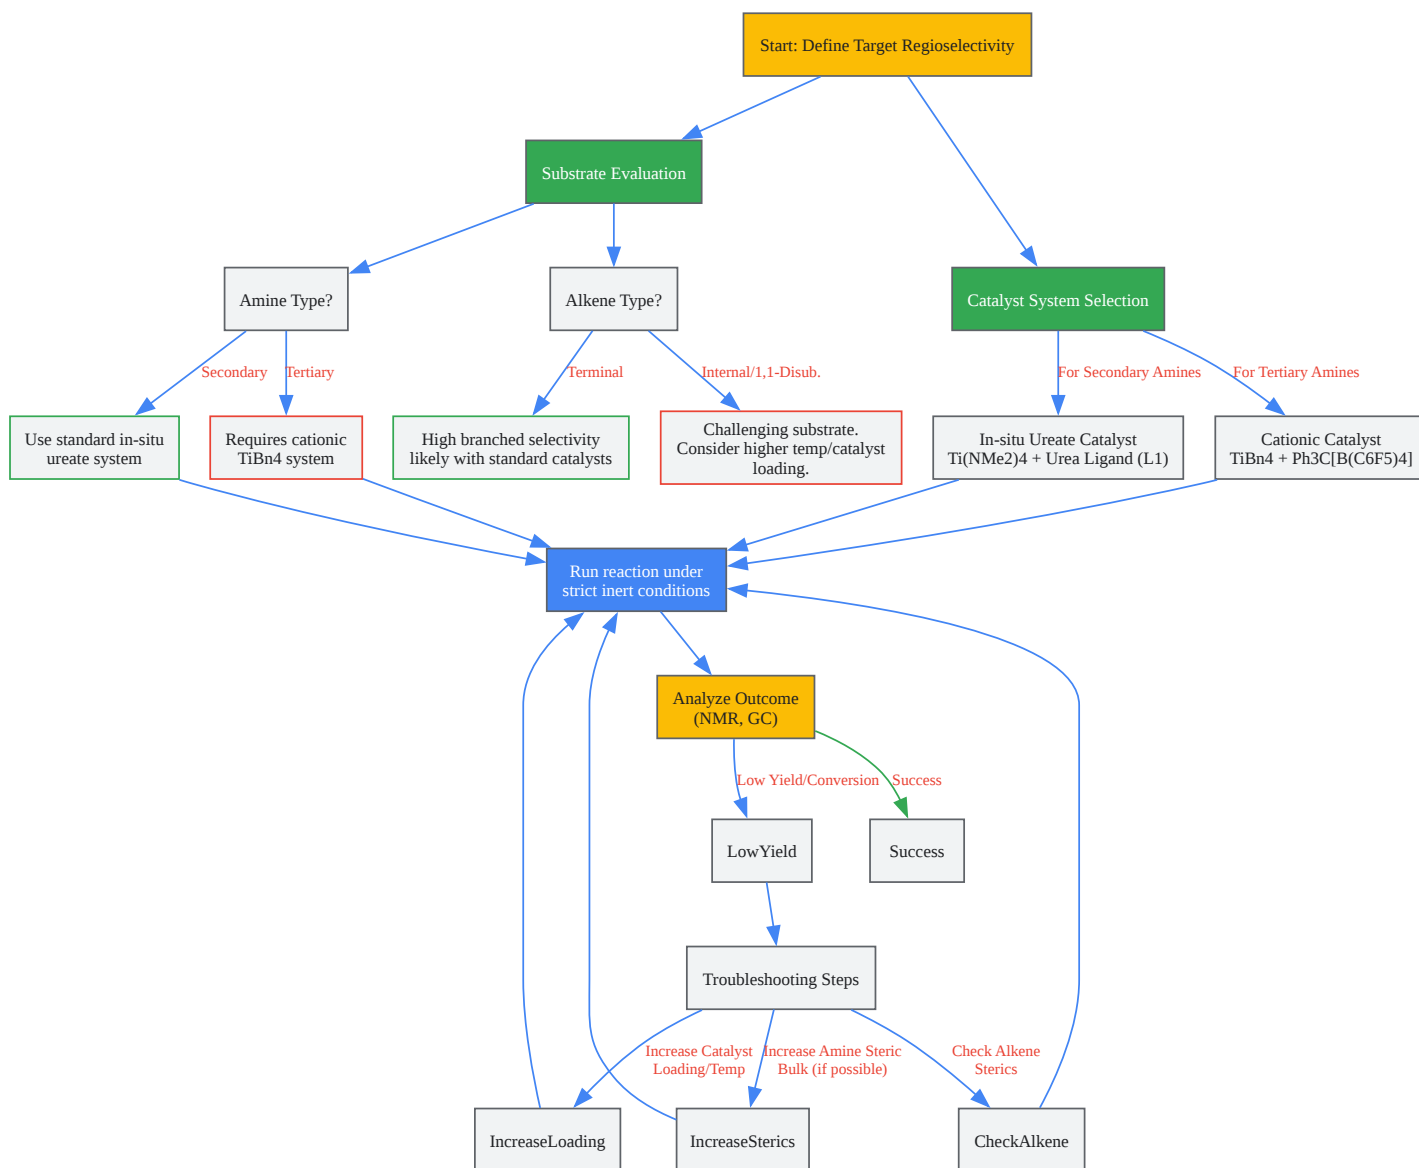 Start: Define Target Regioselectivity
Substrate Evaluation
Amine Type?
Alkene Type?
Catalyst System Selection
Secondary
Tertiary
Terminal
Internal/1,1-Disub.
For Secondary Amines
For Tertiary Amines
Use standard in-situ
ureate system
Requires cationic
TiBn4 system
High branched selectivity
likely with standard catalysts
Challenging substrate.
Consider higher temp/catalyst
loading.
In-situ Ureate Catalyst
Ti(NMe2)4 + Urea Ligand (L1)
Cationic Catalyst
TiBn4 + Ph3C[B(C6F5)4]
Run reaction under
strict inert conditions
Analyze Outcome
(NMR, GC)
Low Yield/Conversion
Success
LowYield
Success
Troubleshooting Steps
Increase Catalyst
Loading/Temp
Increase Amine Steric
Bulk (if possible)
Check Alkene
Sterics
IncreaseLoading
IncreaseSterics
CheckAlkene